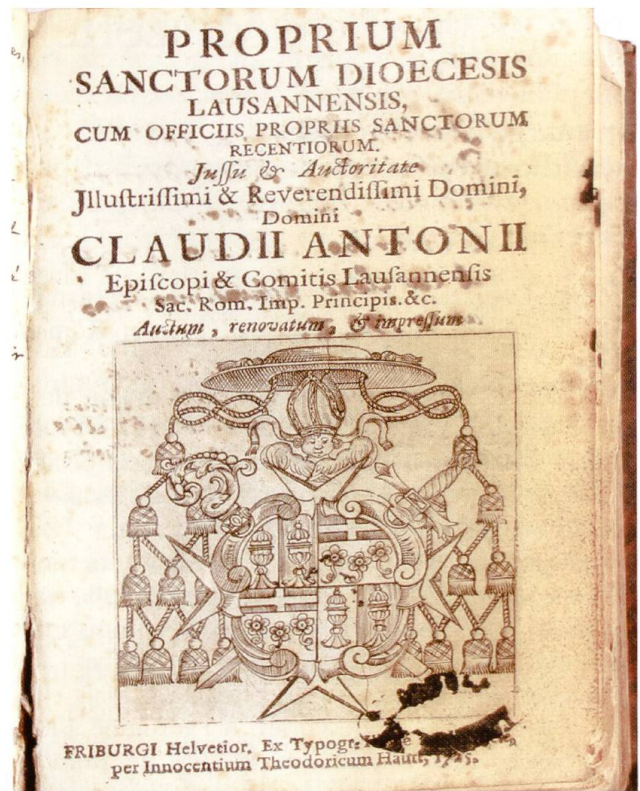 PROPRIUM
SANCTORUM DIOECESIS
LAUSANNENSIS,
CUM OFFICIIS PROPRIIS SANCTORUM
RECENTIORUM.
Juſſu & Auctoritate
Jlluſtriſſimi & Reverendiſſimi Domini,
Domini
CLAUDII ANTONII
Epiſcopi & Comitis Lauſannenſis
Sac. Rom. Imp. Principis.&c.
Auctum, renovatum, & impreſſum
FRIBURGI Helvetior. Ex Typogr.
per Innocentium Theodoricum Hautt, 1725.